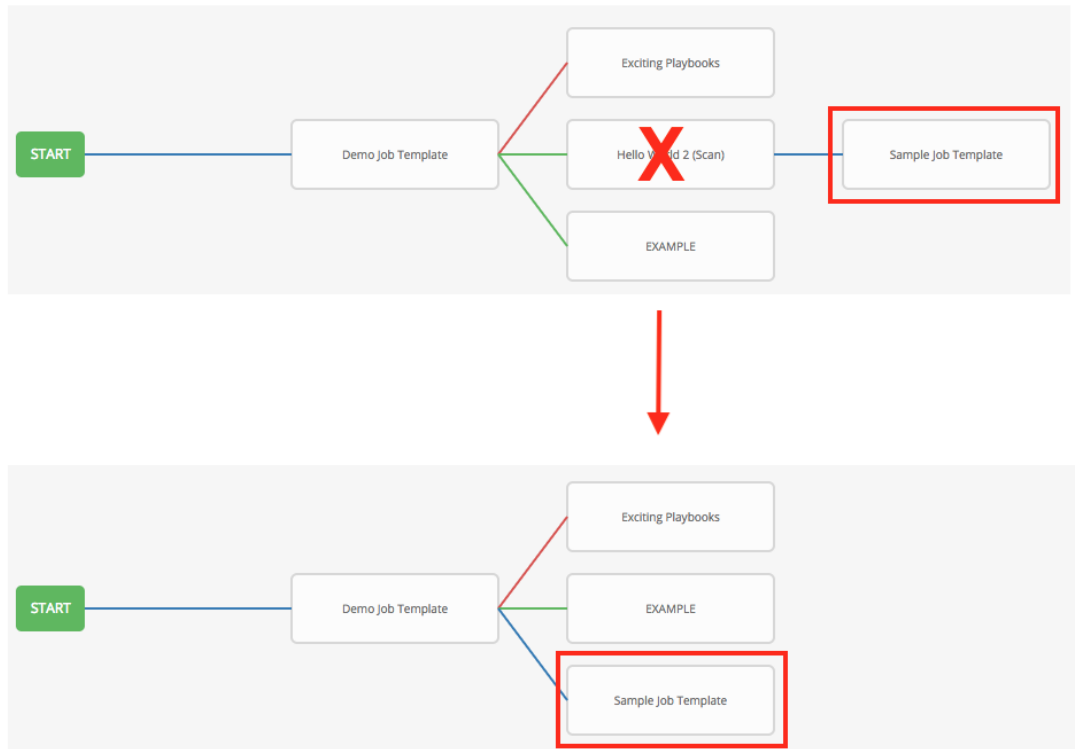 Exciting Playbooks
START
Demo Job Template
Hello W ld 2 (Scan)
Sample Job Template
EXAMPLE
Exciting Playbooks
START
Demo Job Template
EXAMPLE
Sample Job Template